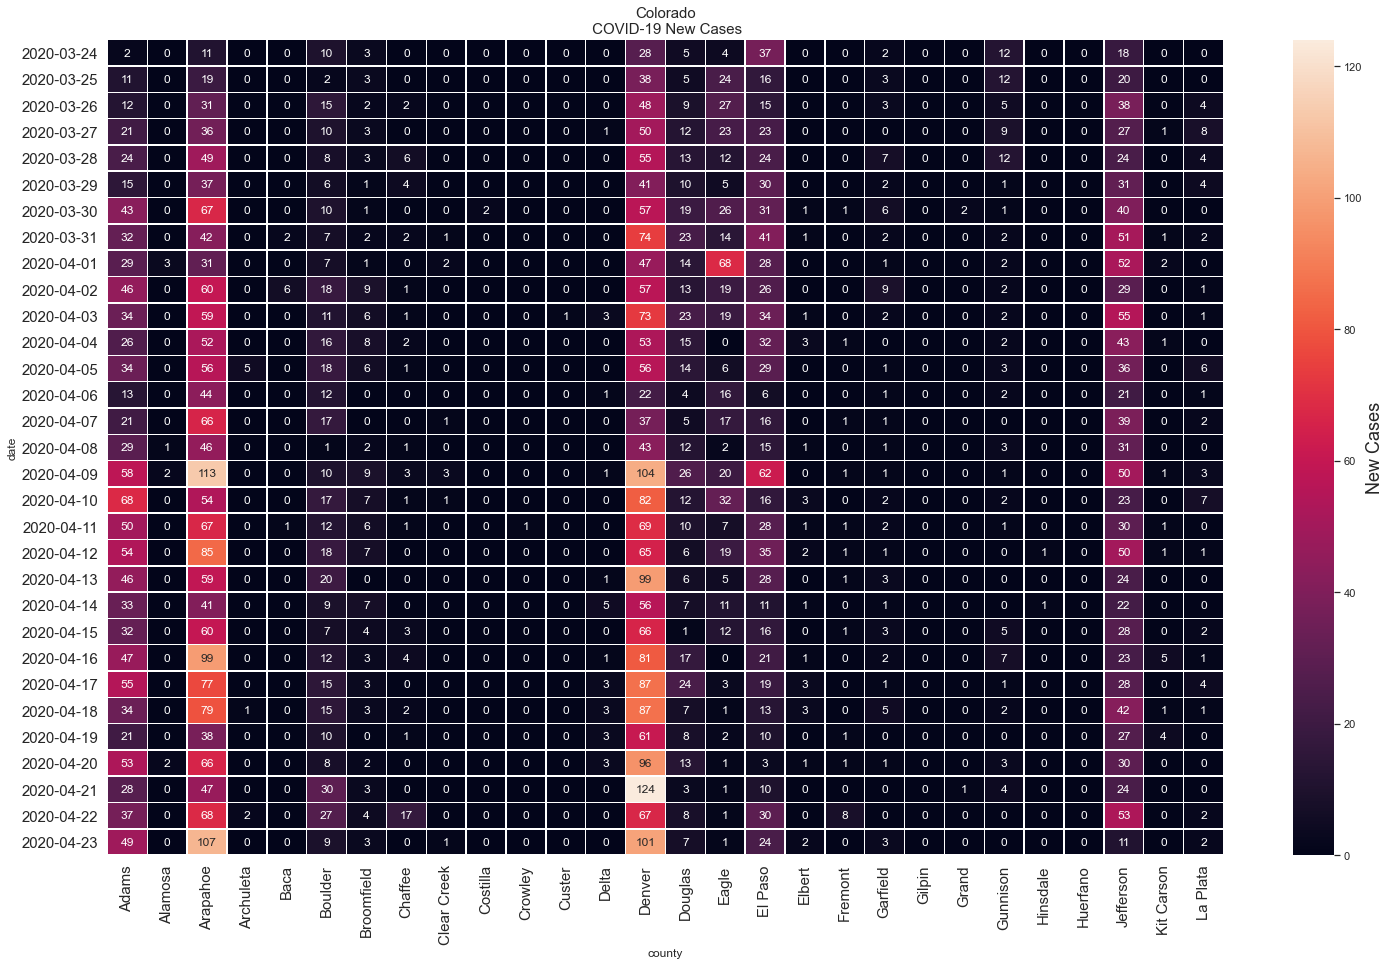 Colorado
COVID-19 New Cases
2020-03-24 2 0 11 0 0 10 3 0 0 0 0 0 0 28 5 4 37 0 0 2 0 0 12 0 0 18 0 0
2020-03-25 11 0 19 0 0 2 3 0 0 0 0 0 0 38 5 24 16 0 0 3 0 0 12 0 0 20 0 0
2020-03-26 12 0 31 0 0 15 2 2 0 0 0 0 0 48 9 27 15 0 0 3 0 0 5 0 0 38 0 4
2020-03-27 21 0 36 0 0 10 3 0 0 0 0 0 1 50 12 23 23 0 0 0 0 0 9 0 0 27 1 8
2020-03-28 24 0 49 0 0 8 3 6 0 0 0 0 0 55 13 12 24 0 0 7 0 0 12 0 0 24 0 4
2020-03-29 15 0 37 0 0 6 1 4 0 0 0 0 0 41 10 5 30 0 0 2 0 0 1 0 0 31 0 4
2020-03-30 43 0 67 0 0 10 1 0 0 2 0 0 0 57 19 26 31 1 1 6 0 2 1 0 0 40 0 0
2020-03-31 32 0 42 0 2 7 2 2 1 0 0 0 0 74 23 14 41 1 0 2 0 0 2 0 0 51 1 2
2020-04-01 29 3 31 0 0 7 1 0 2 0 0 0 0 47 14 68 28 0 0 1 0 0 2 0 0 52 2 0
2020-04-02 46 0 60 0 6 18 9 1 0 0 0 0 0 57 13 19 26 0 0 9 0 0 2 0 0 29 0 1
2020-04-03 34 0 59 0 0 11 6 1 0 0 0 1 3 73 23 19 34 1 0 2 0 0 2 0 0 55 0 1
2020-04-04 26 0 52 0 0 16 8 2 0 0 0 0 0 53 15 0 32 3 1 0 0 0 2 0 0 43 1 0
2020-04-05 34 0 56 5 0 18 6 1 0 0 0 0 0 56 14 6 29 0 0 1 0 0 3 0 0 36 0 6
2020-04-06 13 0 44 0 0 12 0 0 0 0 0 0 1 22 4 16 6 0 0 1 0 0 2 0 0 21 0 1
2020-04-07 21 0 66 0 0 17 0 0 1 0 0 0 0 37 5 17 16 0 1 1 0 0 0 0 0 39 0 2
2020-04-08 29 1 46 0 0 1 2 1 0 0 0 0 0 43 12 2 15 1 0 1 0 0 3 0 0 31 0 0
2020-04-09 58 2 113 0 0 10 9 3 3 0 0 0 1 104 26 20 62 0 1 1 0 0 1 0 0 50 1 3
2020-04-10 68 0 54 0 0 17 7 1 1 0 0 0 0 82 12 32 16 3 0 2 0 0 2 0 0 23 0 7
2020-04-11 50 0 67 0 1 12 6 1 0 0 1 0 0 69 10 7 28 1 1 2 0 0 1 0 0 30 1 0
2020-04-12 54 0 85 0 0 18 7 0 0 0 0 0 0 65 6 19 35 2 1 1 0 0 0 1 0 50 1 1
2020-04-13 46 0 59 0 0 20 0 0 0 0 0 0 1 99 6 5 28 0 1 3 0 0 0 0 0 24 0 0
2020-04-14 33 0 41 0 0 9 7 0 0 0 0 0 5 56 7 11 11 1 0 1 0 0 0 1 0 22 0 0
2020-04-15 32 0 60 0 0 7 4 3 0 0 0 0 0 66 1 12 16 0 1 3 0 0 5 0 0 28 0 2
2020-04-16 47 0 99 0 0 12 3 4 0 0 0 0 1 81 17 0 21 1 0 2 0 0 7 0 0 23 5 1
2020-04-17 55 0 77 0 0 15 3 0 0 0 0 0 3 87 24 3 19 3 0 1 0 0 1 0 0 28 0 4
2020-04-18 34 0 79 1 0 15 3 2 0 0 0 0 3 87 7 1 13 3 0 5 0 0 2 0 0 42 1 1
2020-04-19 21 0 38 0 0 10 0 1 0 0 0 0 3 61 8 2 10 0 1 0 0 0 0 0 0 27 4 0
2020-04-20 53 2 66 0 0 8 2 0 0 0 0 0 3 96 13 1 3 1 1 1 0 0 3 0 0 30 0 0
2020-04-21 28 0 47 0 0 30 3 0 0 0 0 0 0 124 3 1 10 0 0 0 0 1 4 0 0 24 0 0
2020-04-22 37 0 68 2 0 27 4 17 0 0 0 0 0 67 8 1 30 0 8 0 0 0 0 0 0 53 0 2
2020-04-23 49 0 107 0 0 9 3 0 1 0 0 0 0 101 7 1 24 2 0 3 0 0 0 0 0 11 0 2
date
Adams Alamosa Arapahoe Archuleta Baca Boulder Broomfield Chaffee Clear Creek Costilla Crowley Custer Delta Denver Douglas Eagle El Paso Elbert Fremont Garfield Gilpin Grand Gunnison Hinsdale Huerfano Jefferson Kit Carson La Plata
county
120
100
80
60
40
20
0
New Cases